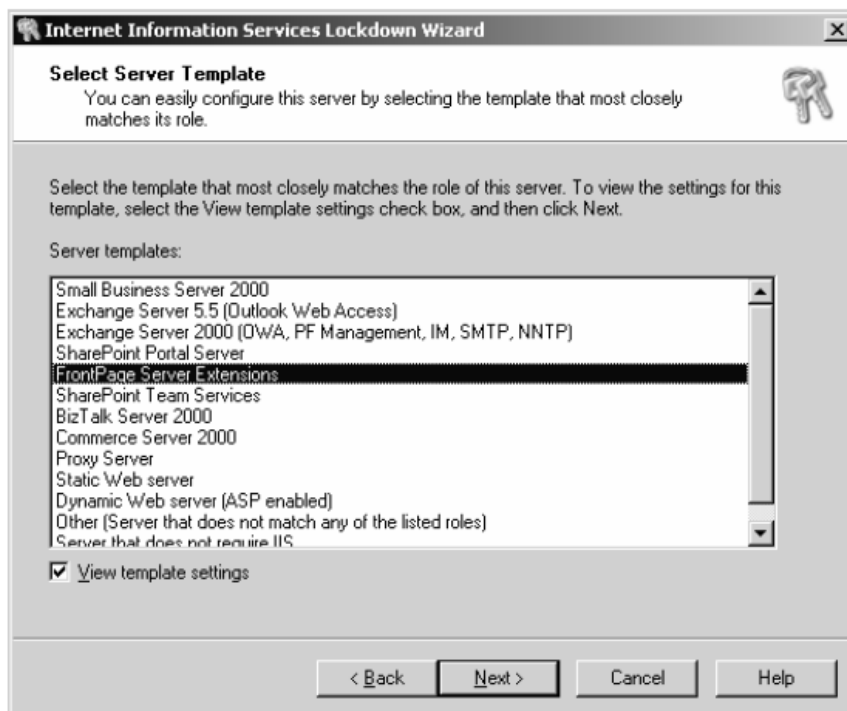 Internet Information Services Lockdown Wizard
Select Server Template
You can easily configure this server by selecting the template that most closely
matches its role.
Select the template that most closely matches the role of this server. To view the settings for this
template, select the View template settings check box, and then click Next.
Server templates:
Small Business Server 2000
Exchange Server 5.5 (Outlook Web Access)
Exchange Server 2000 (OWA, PF Management, IM, SMTP, NNTP)
SharePoint Portal Server
FrontPage Server Extensions
SharePoint Team Services
BizTalk Server 2000
Commerce Server 2000
Proxy Server
Static Web server
Dynamic Web server (ASP enabled)
Other (Server that does not match any of the listed roles)
Server that does not require IIS
View template settings
< Back Next > Cancel Help